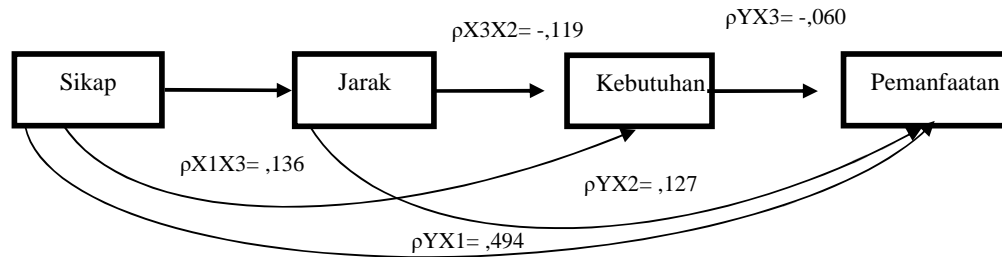 ρYX3= -,060
ρX3X2= -,119
Sikap
Jarak
Kebutuhan
Pemanfaatan
ρX1X3= ,136
ρYX2= ,127
ρYX1= ,494